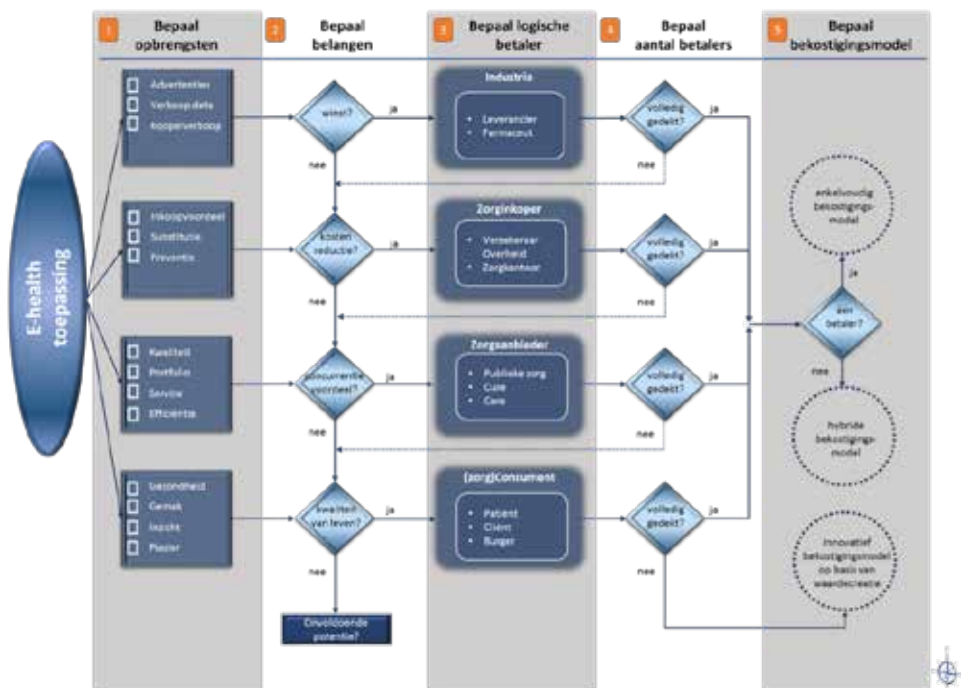 1
Bepaal
opbrengsten
2
Bepaal
belangen
3
Bepaal logische
betaler
4
Bepaal
aantal betalers
5
Bepaal
bekostigingsmodel
E-health
toepassing
Advertenties
Verkoop data
Koopverkoop
winst?
ja
nee
Industrie
Leverancier
Farmaceut
volledig
gedekt?
ja
nee
Inkoopvoordeel
Substitutie
Preventie
kosten
reductie?
ja
nee
Zorginkoper
Verzekeraar
Overheid
Zorgkantoor
volledig
gedekt?
ja
nee
Kwaliteit
Portfolio
Service
Efficiëntie
concurrentie
voordeel?
ja
nee
Zorgaanbieder
Publieke zorg
Cure
Care
volledig
gedekt?
ja
nee
Gezondheid
Gemak
Inzicht
Plezier
kwaliteit
van leven?
ja
nee
(zorg)Consument
Patiënt
Cliënt
Burger
volledig
gedekt?
ja
nee
Onvoldoende
potentie?
enkelvoudig
bekostigings-
model
ja
één
betaler?
nee
hybride
bekostigings-
model
innovatief
bekostigingsmodel
op basis van
waardecreatie